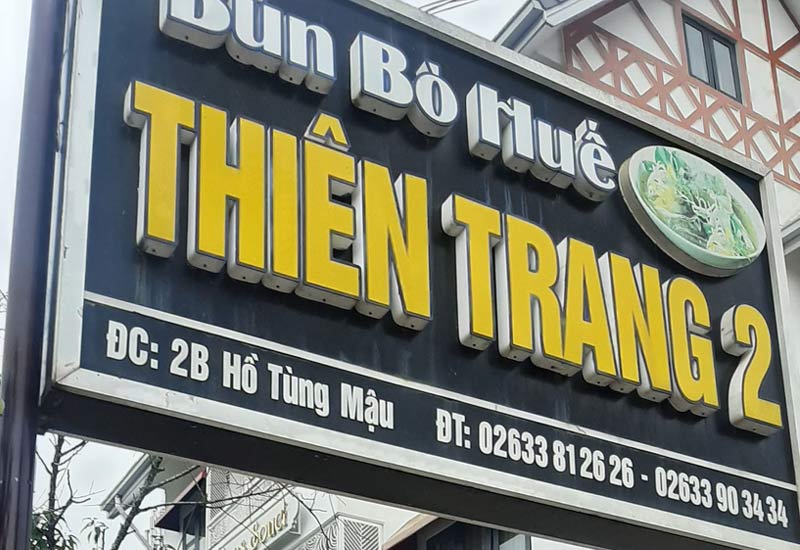 Bún Bò Huế
THIÊN TRANG 2
ĐC: 2B Hồ Tùng Mậu ĐT: 02633 81 26 26 - 02633 90 34 34